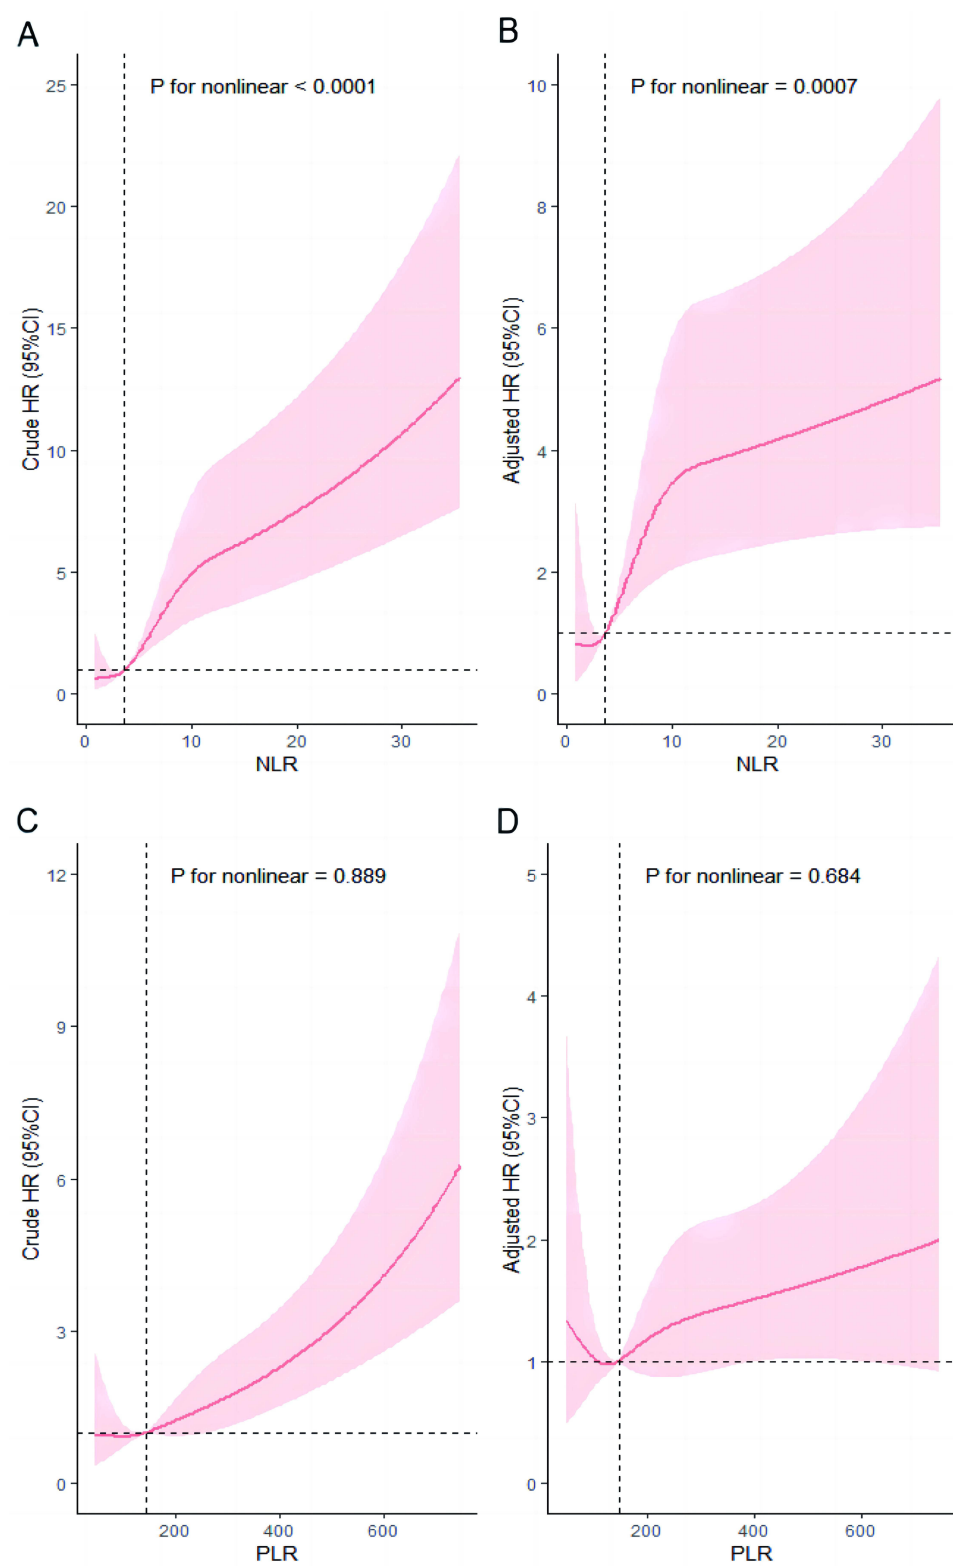 A
P for nonlinear < 0.0001
25
20
15
10
5
0
Crude HR (95%CI)
0 10 20 30
NLR
B
P for nonlinear = 0.0007
10
8
6
4
2
0
Adjusted HR (95%CI)
0 10 20 30
NLR
C
P for nonlinear = 0.889
12
9
6
3
0
Crude HR (95%CI)
200 400 600
PLR
D
P for nonlinear = 0.684
5
4
3
2
1
0
Adjusted HR (95%CI)
200 400 600
PLR